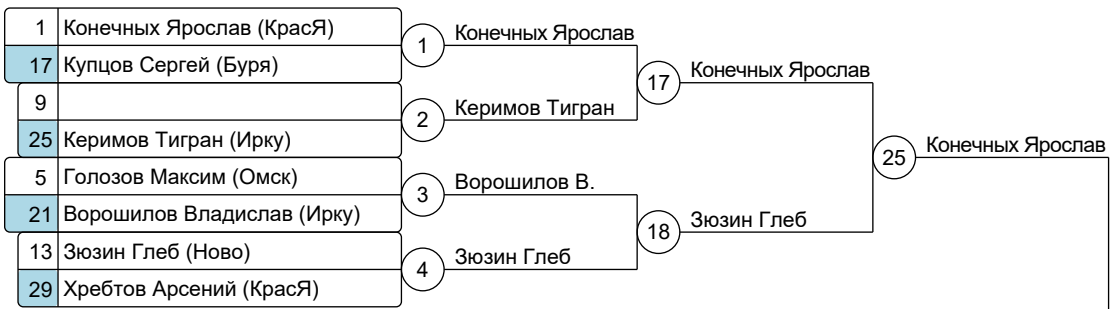 1 Конечных Ярослав (КрасЯ)
17 Купцов Сергей (Буря)
9
25 Керимов Тигран (Ирку)
5 Голозов Максим (Омск)
21 Ворошилов Владислав (Ирку)
13 Зюзин Глеб (Ново)
29 Хребтов Арсений (КрасЯ)
1 Конечных Ярослав
2 Керимов Тигран
3 Ворошилов В.
4 Зюзин Глеб
17 Конечных Ярослав
18 Зюзин Глеб
25 Конечных Ярослав